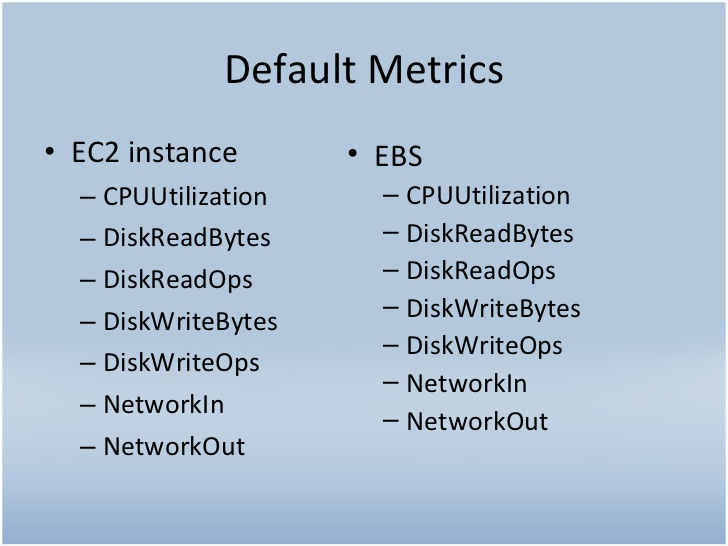 Default Metrics
• EC2 instance
– CPUUtilization
– DiskReadBytes
– DiskReadOps
– DiskWriteBytes
– DiskWriteOps
– NetworkIn
– NetworkOut
• EBS
– CPUUtilization
– DiskReadBytes
– DiskReadOps
– DiskWriteBytes
– DiskWriteOps
– NetworkIn
– NetworkOut